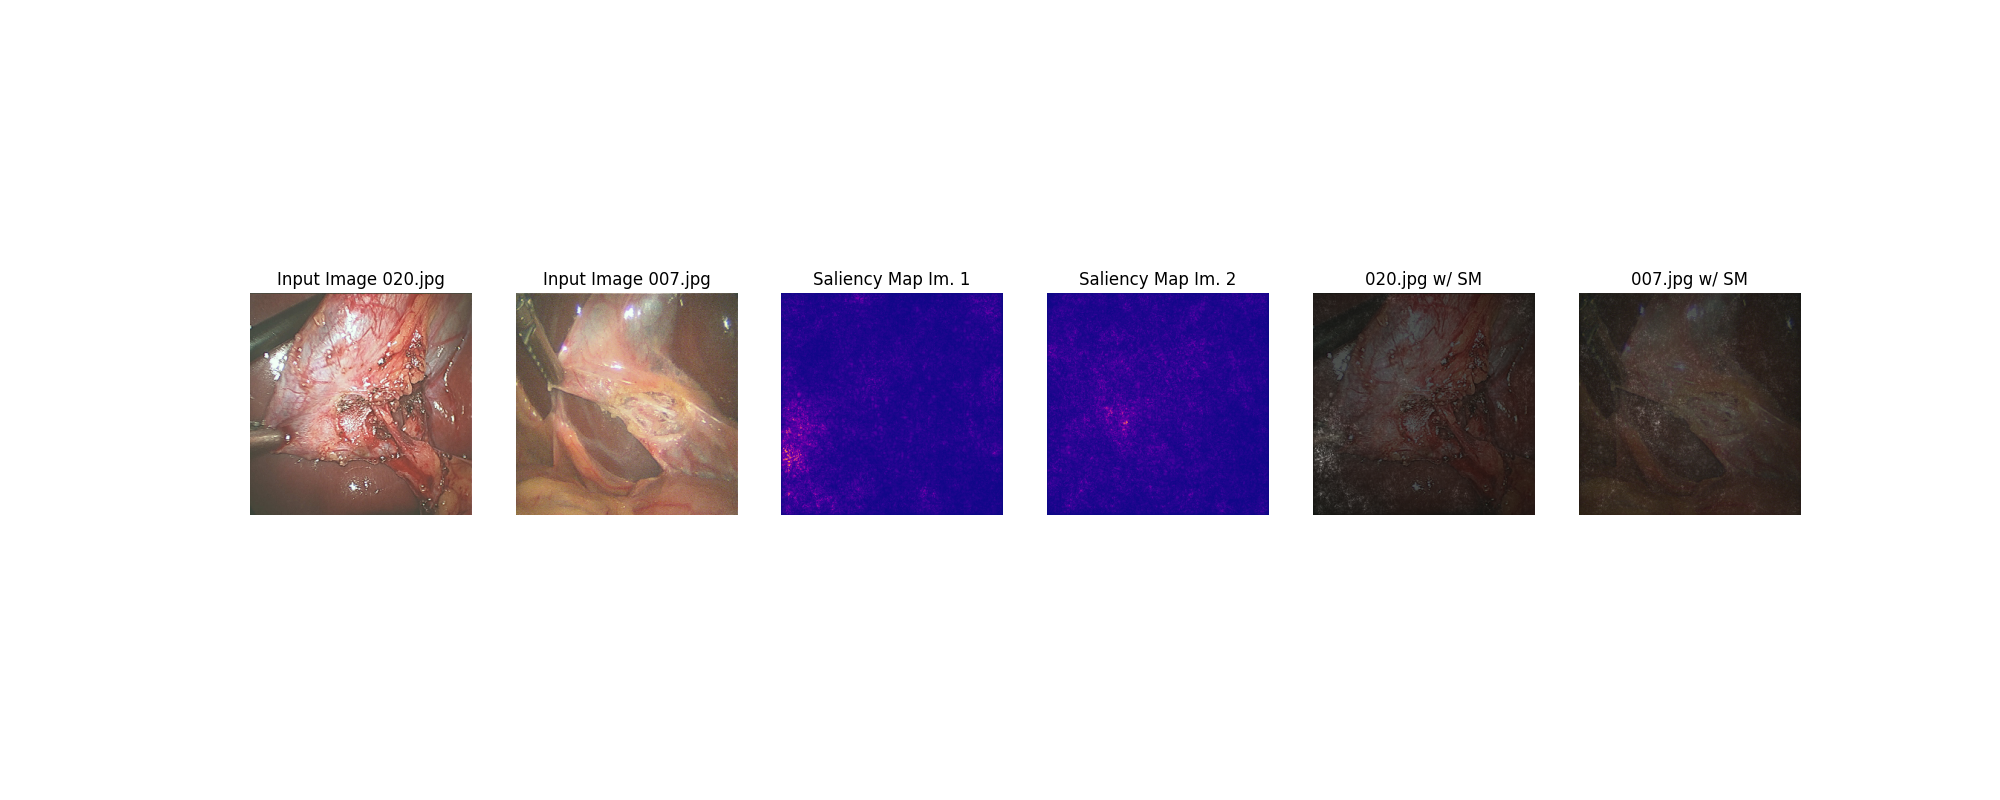 Input Image 020.jpg
Input Image 007.jpg
Saliency Map Im. 1
Saliency Map Im. 2
020.jpg w/ SM
007.jpg w/ SM